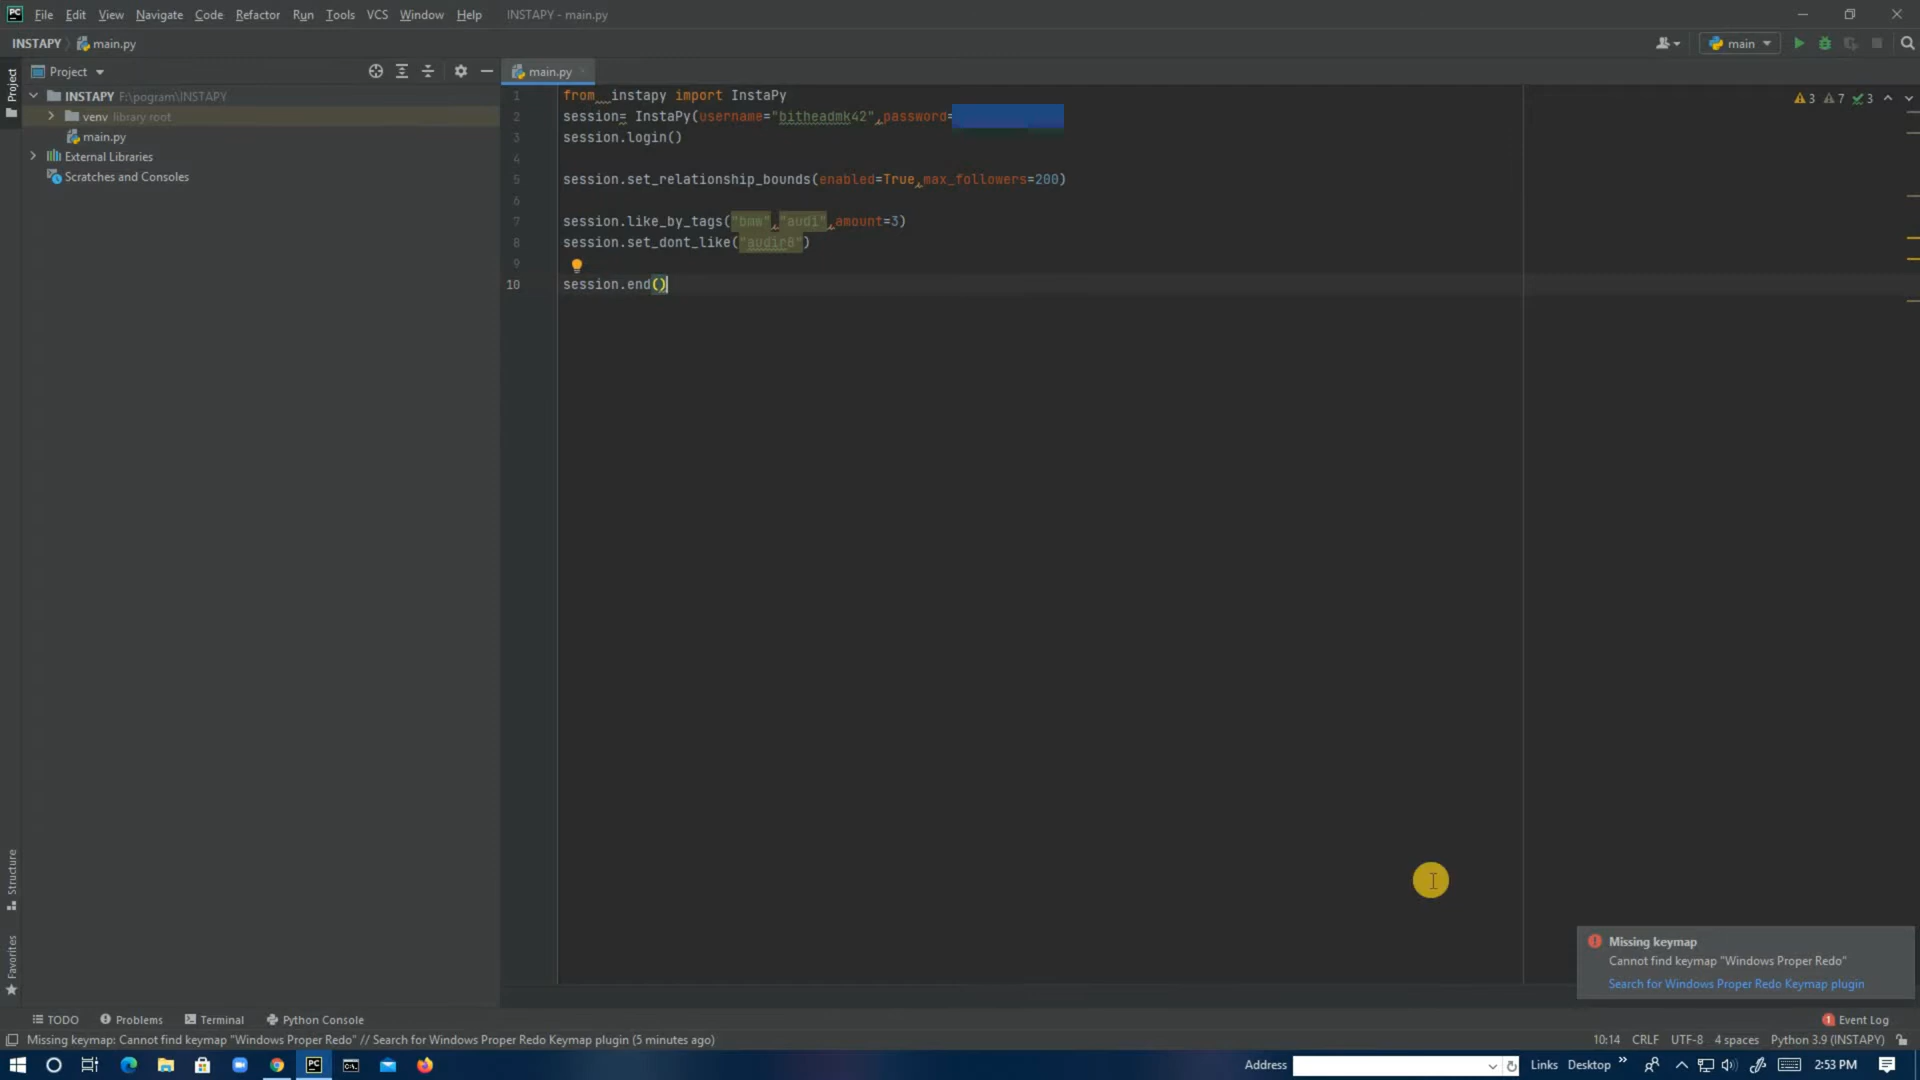 File Edit View Navigate Code Refactor Run Tools VCS Window Help INSTAPY - main.py
INSTAPY main.py
main
Project
Project
main.py
INSTAPY F:\pogram\INSTAPY
venv library root
main.py
External Libraries
Scratches and Consoles
3 7 3
1 from instapy import InstaPy
2 session= InstaPy(username="bitheadmk42",password=
3 session.login()
4
5 session.set_relationship_bounds(enabled=True,max_followers=200)
6
7 session.like_by_tags("bmw","audi",amount=3)
8 session.set_dont_like("audir8")
9
10 session.end()
Structure
Favorites
Missing keymap
Cannot find keymap "Windows Proper Redo"
Search for Windows Proper Redo Keymap plugin
TODO Problems Terminal Python Console
1 Event Log
Missing keymap: Cannot find keymap "Windows Proper Redo" // Search for Windows Proper Redo Keymap plugin (5 minutes ago)
10:14 CRLF UTF-8 4 spaces Python 3.9 (INSTAPY)
PC
Address Links Desktop 2:53 PM